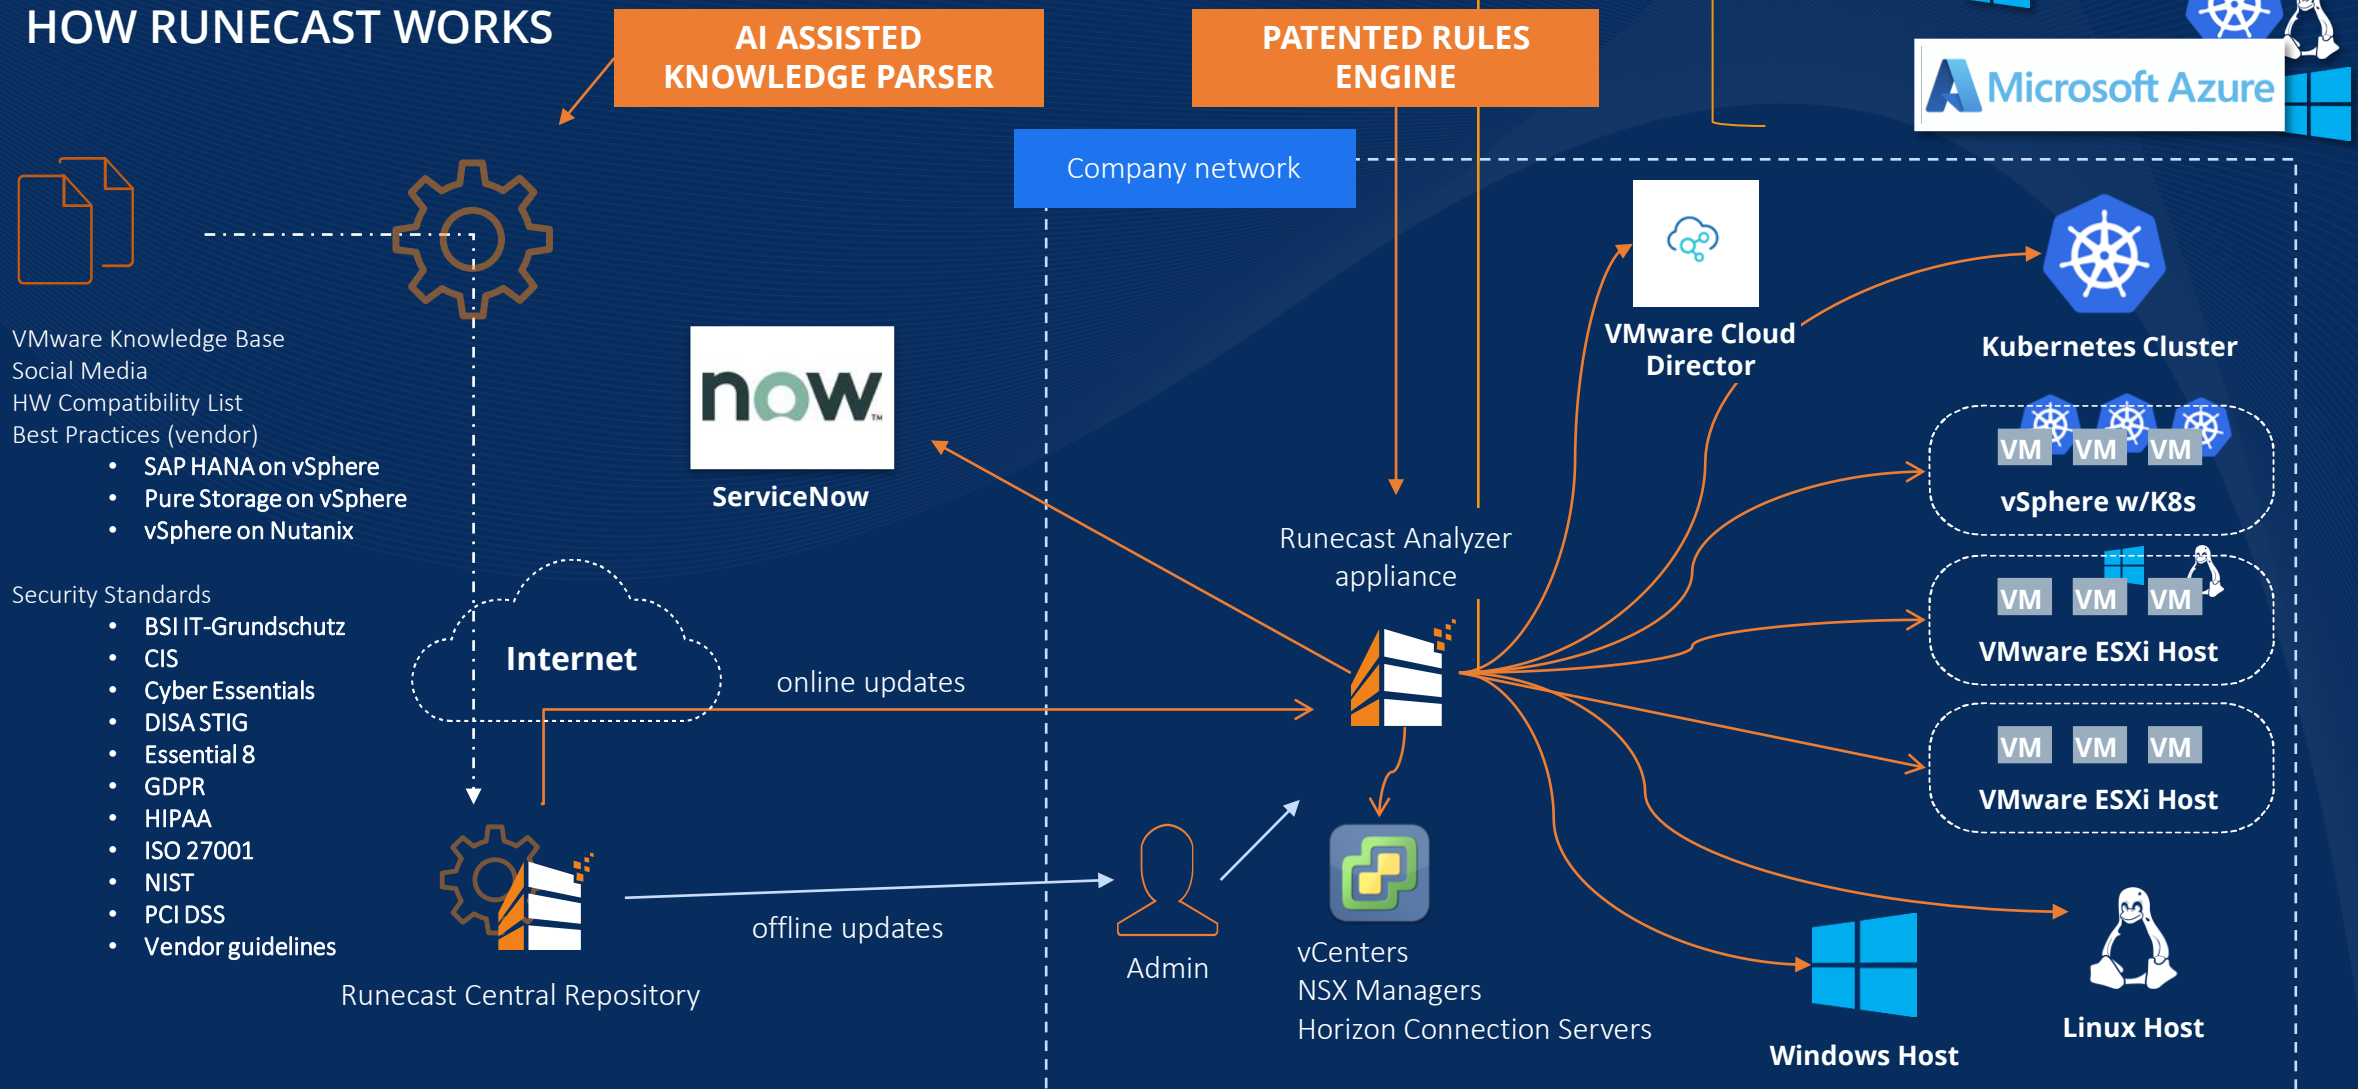 HOW RUNECAST WORKS
AI ASSISTED
KNOWLEDGE PARSER
PATENTED RULES
ENGINE
Microsoft Azure
Company network
VMware Knowledge Base
Social Media
HW Compatibility List
Best Practices (vendor)
• SAP HANA on vSphere
• Pure Storage on vSphere
• vSphere on Nutanix
Security Standards
• BSI IT-Grundschutz
• CIS
• Cyber Essentials
• DISA STIG
• Essential 8
• GDPR
• HIPAA
• ISO 27001
• NIST
• PCI DSS
• Vendor guidelines
now™
ServiceNow
Internet
online updates
offline updates
Runecast Central Repository
Admin
Runecast Analyzer
appliance
vCenters
NSX Managers
Horizon Connection Servers
VMware Cloud
Director
Kubernetes Cluster
VM VM VM
vSphere w/K8s
VM VM VM
VMware ESXi Host
VM VM VM
VMware ESXi Host
Linux Host
Windows Host